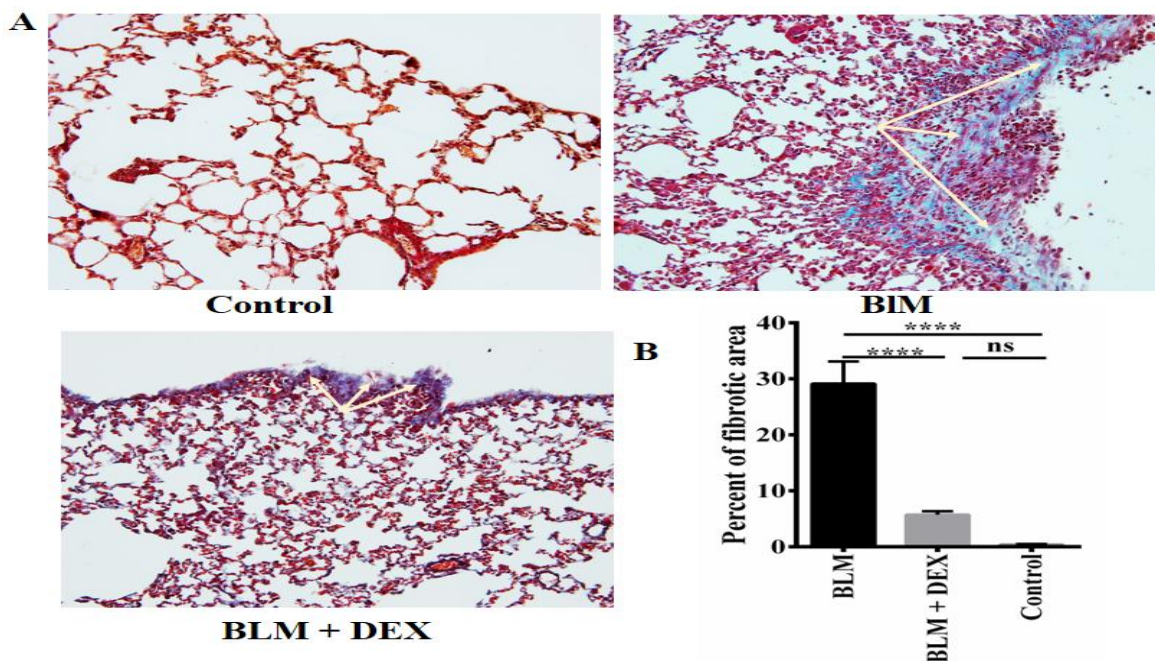 A
Control
BlM
BLM + DEX
B
Percent of fibrotic area
40
30
20
10
0
****
****
ns
BLM
BLM + DEX
Control